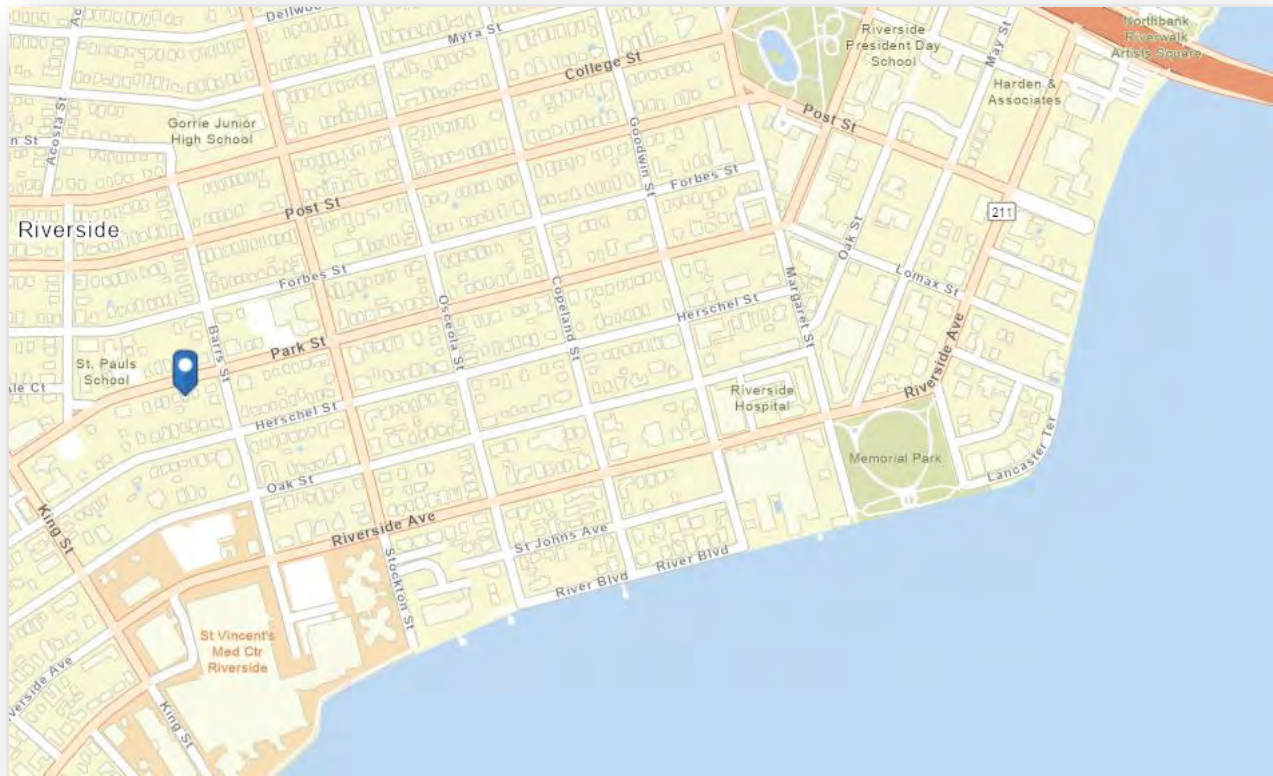 Dellwood
Myra St
College St
May St
Northbank
Riverwalk
Artists Square
Riverside
President Day
School
Harden &
Associates
Acosta St
Gorrie Junior
High School
n St
Goodwin St
Post St
Forbes St
211
Post St
Riverside
Oak St
Lomax St
Forbes St
Osceola St
Copeland St
Margaret St
Herschel St
Barrs St
Park St
St. Pauls
School
Ale Ct
Riverside Ave
Herschel St
Riverside
Hospital
Memorial Park
Lancaster Ter
Oak St
King St
Riverside Ave
St Johns Ave
Stockton St
River Blvd
River Blvd
St Vincent's
Med Ctr
Riverside
verside Ave
King St